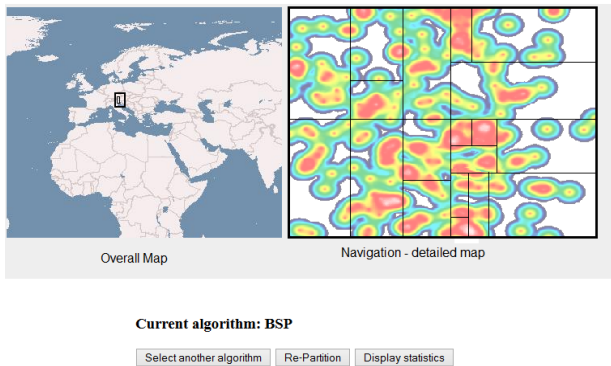 Overall Map
Navigation - detailed map
Current algorithm: BSP
Select another algorithm
Re-Partition
Display statistics